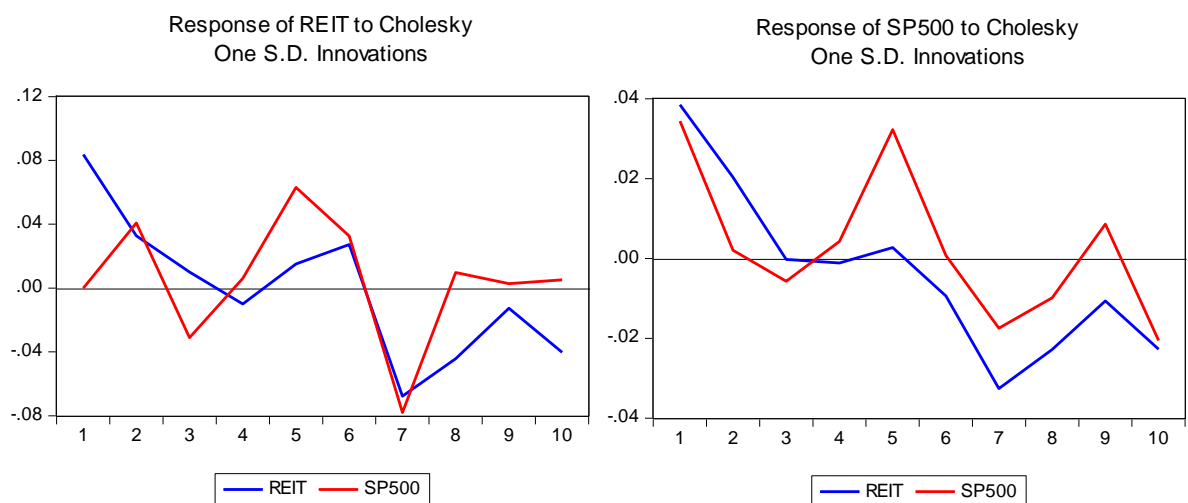 Response of REIT to Cholesky
One S.D. Innovations
.12
.08
.04
.00
-.04
-.08
1 2 3 4 5 6 7 8 9 10
REIT SP500
Response of SP500 to Cholesky
One S.D. Innovations
.04
.02
.00
-.02
-.04
1 2 3 4 5 6 7 8 9 10
REIT SP500